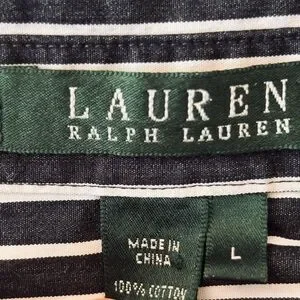 LAUREN
RALPH LAUREN
MADE IN
CHINA
100% COTTON
L